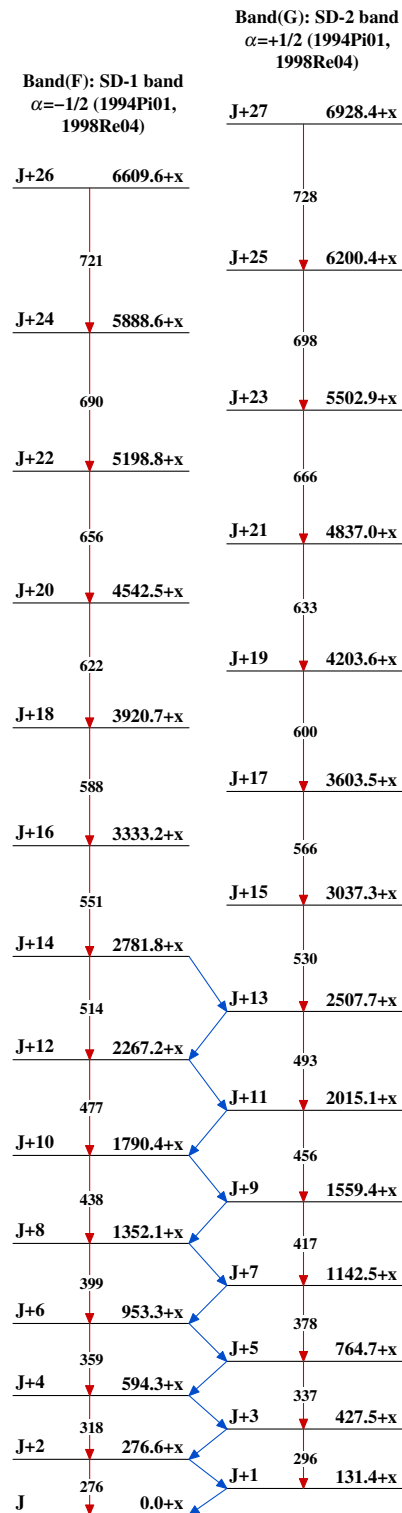 Band(G): SD-2 band
α=+1/2 (1994Pi01,
1998Re04)
Band(F): SD-1 band
α=−1/2 (1994Pi01,
1998Re04)
J+27 6928.4+x
728
J+25 6200.4+x
698
J+23 5502.9+x
666
J+21 4837.0+x
633
J+19 4203.6+x
600
J+17 3603.5+x
566
J+15 3037.3+x
530
J+13 2507.7+x
493
J+11 2015.1+x
456
J+9 1559.4+x
417
J+7 1142.5+x
378
J+5 764.7+x
337
J+3 427.5+x
296
J+1 131.4+x
J+26 6609.6+x
721
J+24 5888.6+x
690
J+22 5198.8+x
656
J+20 4542.5+x
622
J+18 3920.7+x
588
J+16 3333.2+x
551
J+14 2781.8+x
514
J+12 2267.2+x
477
J+10 1790.4+x
438
J+8 1352.1+x
399
J+6 953.3+x
359
J+4 594.3+x
318
J+2 276.6+x
276
J 0.0+x